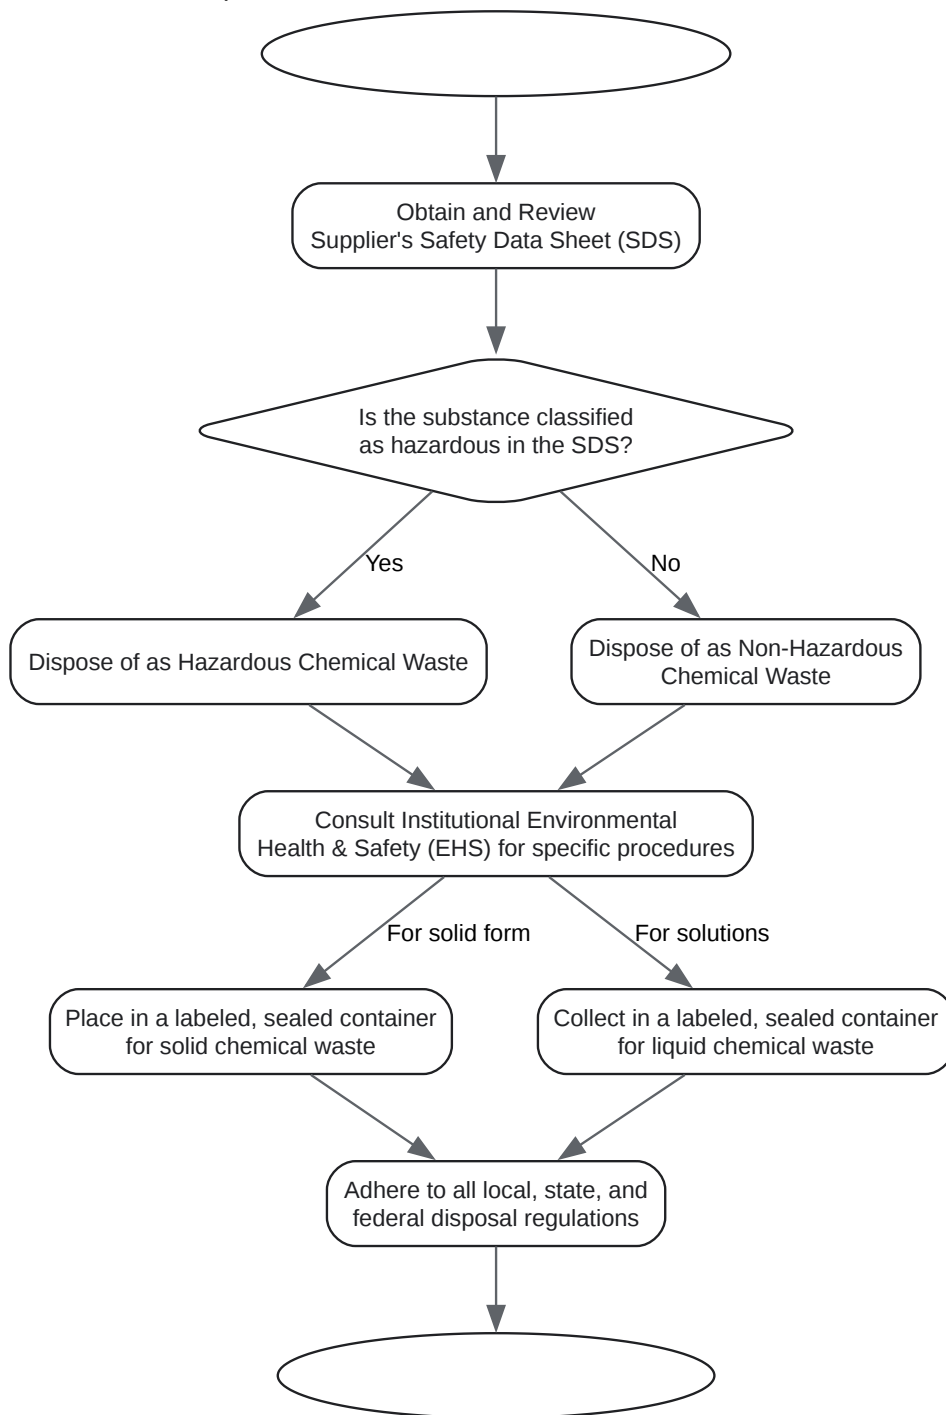 Obtain and Review
Supplier's Safety Data Sheet (SDS)
Is the substance classified
as hazardous in the SDS?
Yes
No
Dispose of as Hazardous Chemical Waste
Dispose of as Non-Hazardous
Chemical Waste
Consult Institutional Environmental
Health & Safety (EHS) for specific procedures
For solid form
For solutions
Place in a labeled, sealed container
for solid chemical waste
Collect in a labeled, sealed container
for liquid chemical waste
Adhere to all local, state, and
federal disposal regulations